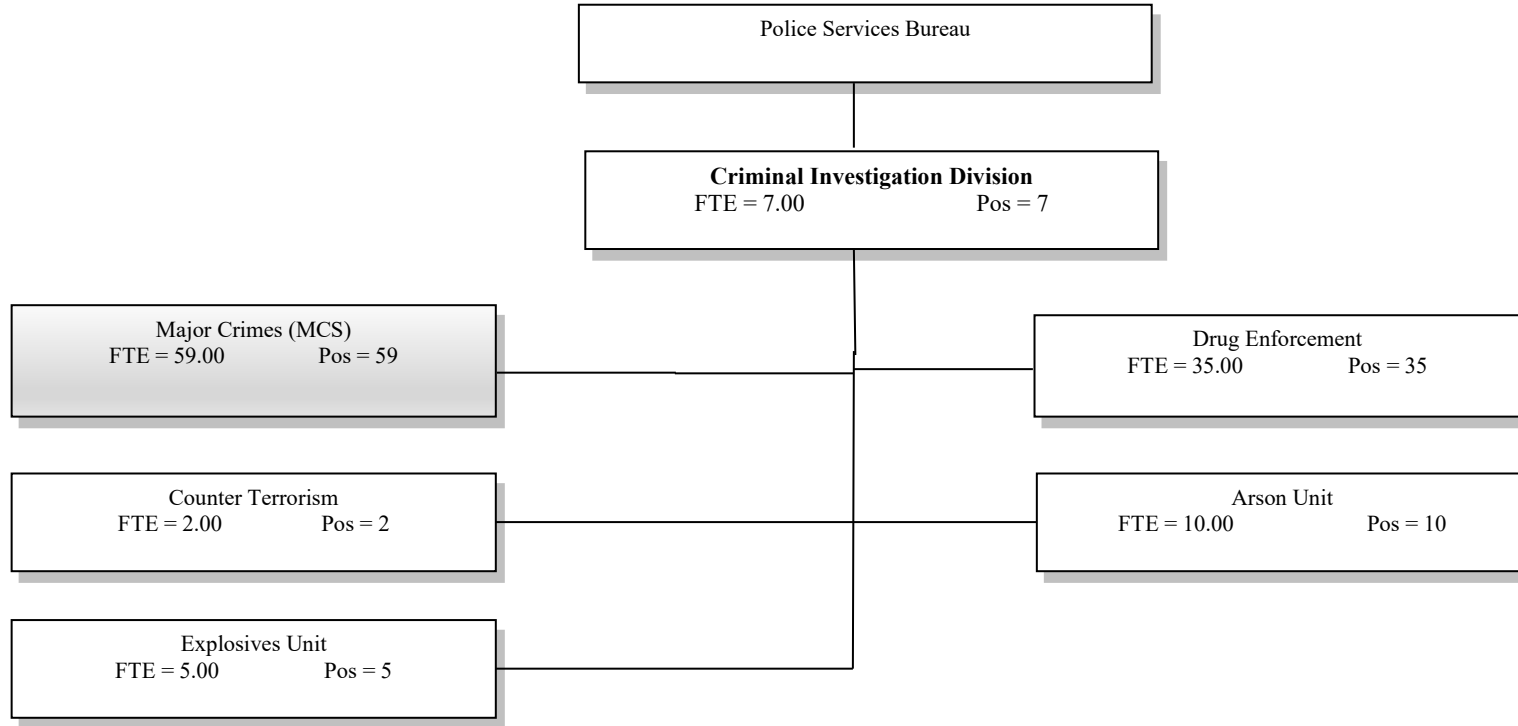 Police Services Bureau
Criminal Investigation Division
FTE = 7.00 Pos = 7
Major Crimes (MCS)
FTE = 59.00 Pos = 59
Drug Enforcement
FTE = 35.00 Pos = 35
Counter Terrorism
FTE = 2.00 Pos = 2
Arson Unit
FTE = 10.00 Pos = 10
Explosives Unit
FTE = 5.00 Pos = 5